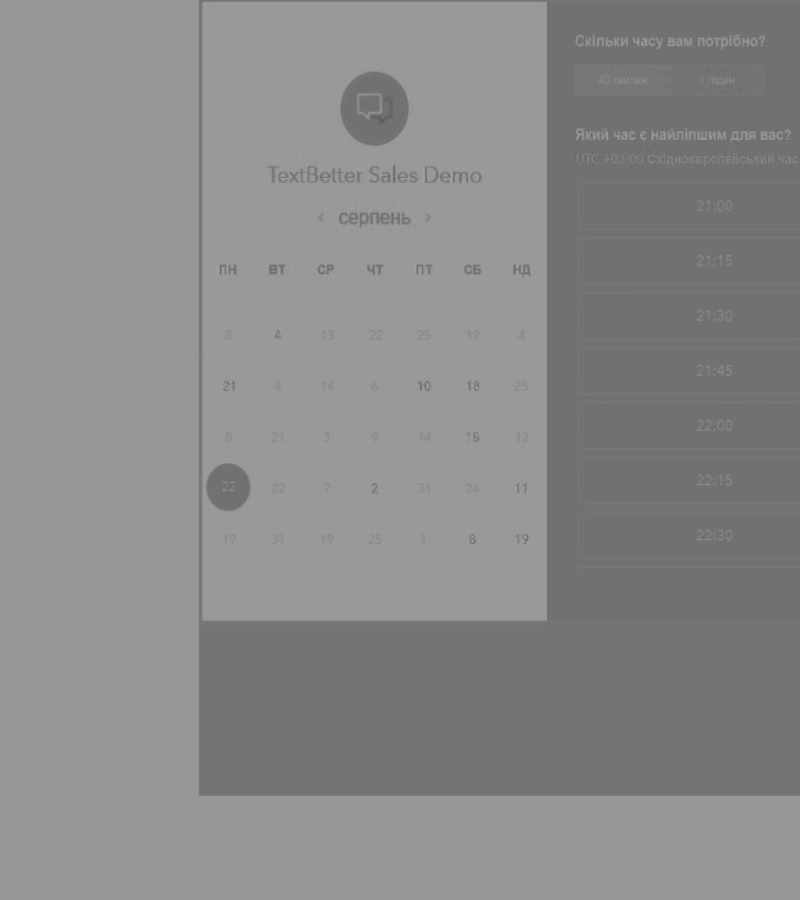 TextBetter Sales Demo
‹ серпень ›
ПН ВТ СР ЧТ ПТ СБ НД
8 4 13 22 25 19 4
21 4 14 6 10 18 25
8 21 3 9 14 15 12
22 22 7 2 31 24 11
19 31 19 25 1 8 19
Скільки часу вам потрібно?
40 хвилин 1 годин
Який час є найліпшим для вас?
UTC +03:00 Східноєвропейський час
21:00
21:15
21:30
21:45
22:00
22:15
22:30